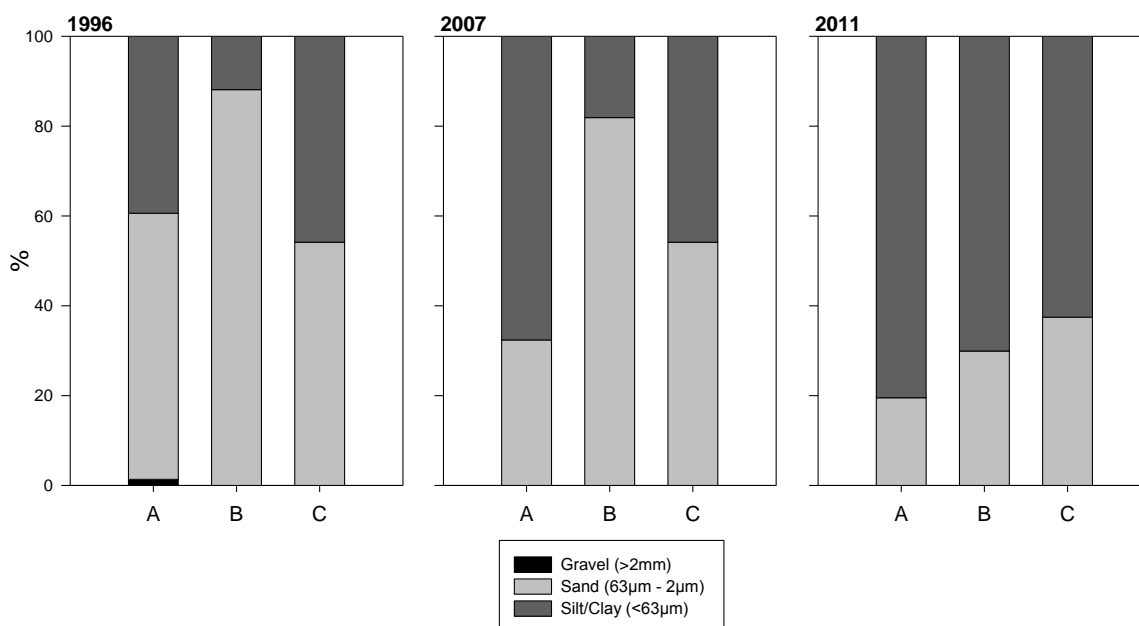 1996
2007
2011
100
80
60
40
20
0
%
A B C
A B C
A B C
Gravel (>2mm)
Sand (63µm - 2µm)
Silt/Clay (<63µm)